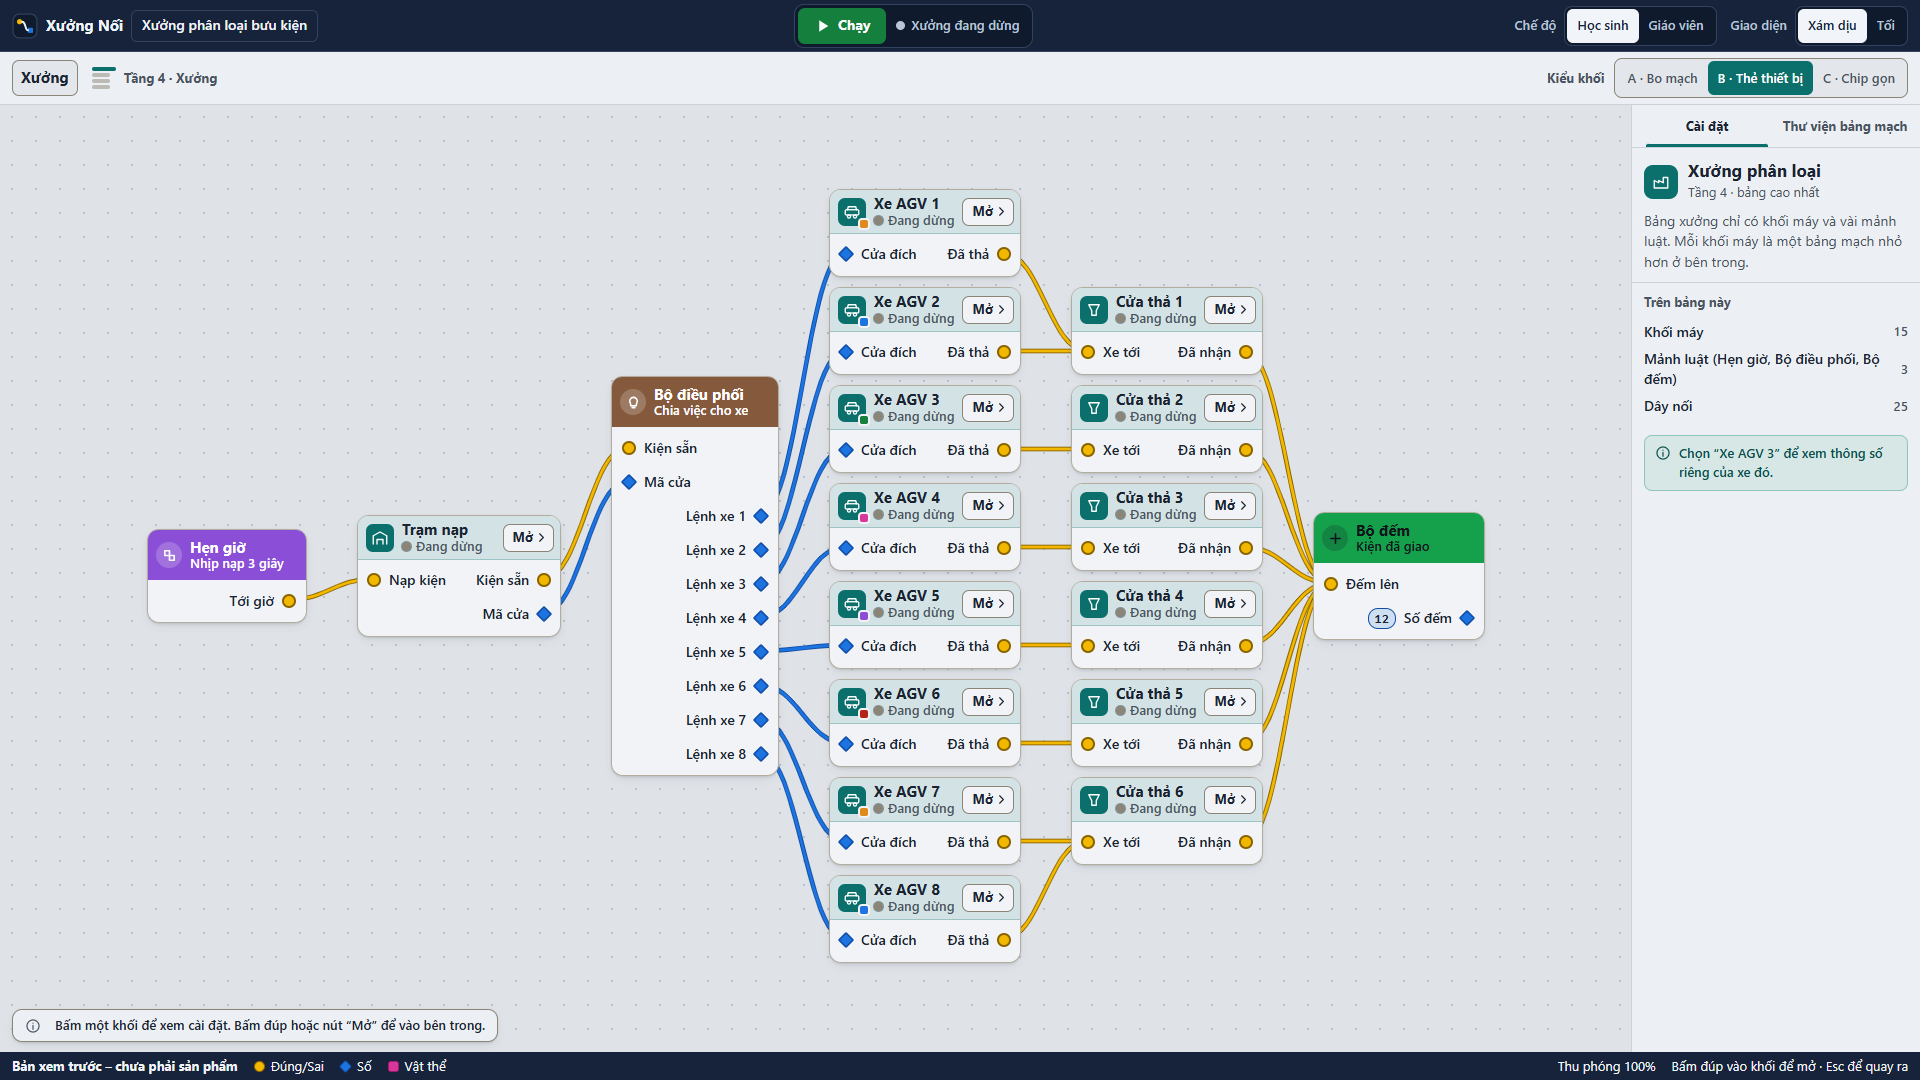 Xưởng Nối
Xưởng phân loại bưu kiện
Chạy
Xưởng đang dừng
Chế độ
Học sinh
Giáo viên
Giao diện
Xám dịu
Tối
Xưởng
Tầng 4 · Xưởng
Kiểu khối
A · Bo mạch
B · Thẻ thiết bị
C · Chip gọn
Hẹn giờ
Nhịp nạp 3 giây
Tới giờ
Trạm nạp
Đang dừng
Mở
Nạp kiện
Kiện sẵn
Mã cửa
Bộ điều phối
Chia việc cho xe
Kiện sẵn
Mã cửa
Lệnh xe 1
Lệnh xe 2
Lệnh xe 3
Lệnh xe 4
Lệnh xe 5
Lệnh xe 6
Lệnh xe 7
Lệnh xe 8
Xe AGV 1
Đang dừng
Mở
Cửa đích
Đã thả
Xe AGV 2
Đang dừng
Mở
Cửa đích
Đã thả
Xe AGV 3
Đang dừng
Mở
Cửa đích
Đã thả
Xe AGV 4
Đang dừng
Mở
Cửa đích
Đã thả
Xe AGV 5
Đang dừng
Mở
Cửa đích
Đã thả
Xe AGV 6
Đang dừng
Mở
Cửa đích
Đã thả
Xe AGV 7
Đang dừng
Mở
Cửa đích
Đã thả
Xe AGV 8
Đang dừng
Mở
Cửa đích
Đã thả
Cửa thả 1
Đang dừng
Mở
Xe tới
Đã nhận
Cửa thả 2
Đang dừng
Mở
Xe tới
Đã nhận
Cửa thả 3
Đang dừng
Mở
Xe tới
Đã nhận
Cửa thả 4
Đang dừng
Mở
Xe tới
Đã nhận
Cửa thả 5
Đang dừng
Mở
Xe tới
Đã nhận
Cửa thả 6
Đang dừng
Mở
Xe tới
Đã nhận
Bộ đếm
Kiện đã giao
Đếm lên
12
Số đếm
Cài đặt
Thư viện bảng mạch
Xưởng phân loại
Tầng 4 · bảng cao nhất
Bảng xưởng chỉ có khối máy và vài mảnh
luật. Mỗi khối máy là một bảng mạch nhỏ
hơn ở bên trong.
Trên bảng này
Khối máy 15
Mảnh luật (Hẹn giờ, Bộ điều phối, Bộ
đếm) 3
Dây nối 25
Chọn “Xe AGV 3” để xem thông số
riêng của xe đó.
Bấm một khối để xem cài đặt. Bấm đúp hoặc nút “Mở” để vào bên trong.
Bản xem trước – chưa phải sản phẩm
Đúng/Sai
Số
Vật thể
Thu phóng 100%
Bấm đúp vào khối để mở · Esc để quay ra